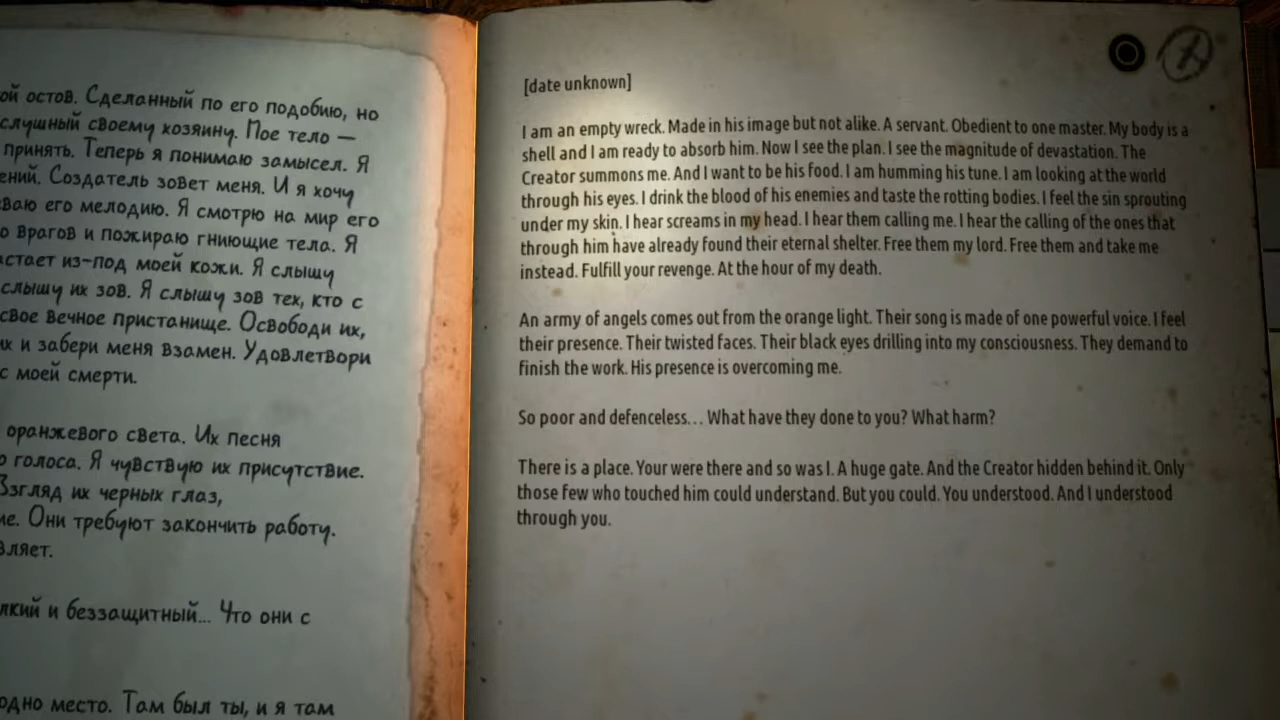 ой остов. Сделанный по его подобию, но
слушный своему хозяину. Пое тело —
принять. Теперь я понимаю замысел. Я
ений. Создатель зовет меня. И я хочу
ваю его мелодию. Я смотрю на мир его
о врагов и пожираю гниющие тела. Я
астает из-под моей кожи. Я слышу
слышу их зов. Я слышу зов тех, кто с
свое вечное пристанище. Освободи их,
их и забери меня взамен. Удовлетвори
с моей смерти.
оранжевого света. Их песня
о голоса. Я чувствую их присутствие.
Взгляд их черных глаз,
ие. Они требуют закончить работу.
вляет.
лкий и беззащитный... Что они с
одно место. Там был ты, и я там
[date unknown]
I am an empty wreck. Made in his image but not alike. A servant. Obedient to one master. My body is a
shell and I am ready to absorb him. Now I see the plan. I see the magnitude of devastation. The
Creator summons me. And I want to be his food. I am humming his tune. I am looking at the world
through his eyes. I drink the blood of his enemies and taste the rotting bodies. I feel the sin sprouting
under my skin. I hear screams in my head. I hear them calling me. I hear the calling of the ones that
through him have already found their eternal shelter. Free them my lord. Free them and take me
instead. Fulfill your revenge. At the hour of my death.
An army of angels comes out from the orange light. Their song is made of one powerful voice. I feel
their presence. Their twisted faces. Their black eyes drilling into my consciousness. They demand to
finish the work. His presence is overcoming me.
So poor and defenceless... What have they done to you? What harm?
There is a place. Your were there and so was I. A huge gate. And the Creator hidden behind it. Only
those few who touched him could understand. But you could. You understood. And I understood
through you.